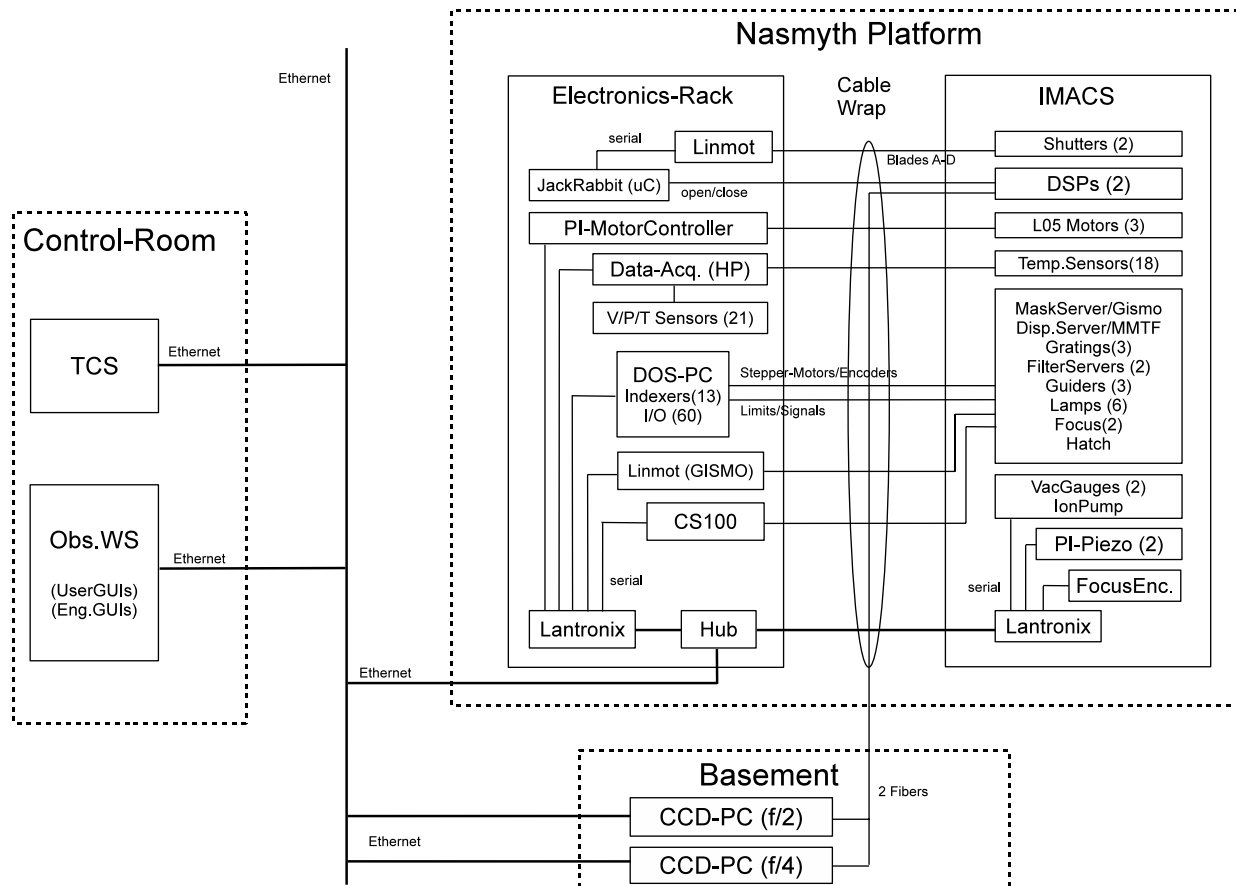 Nasmyth Platform
Ethernet
Electronics-Rack
Cable
Wrap
IMACS
serial
Linmot
Blades A-D
Shutters (2)
JackRabbit (uC)
open/close
DSPs (2)
PI-MotorController
L05 Motors (3)
Data-Acq. (HP)
Temp.Sensors(18)
V/P/T Sensors (21)
MaskServer/Gismo
Disp.Server/MMTF
Gratings(3)
FilterServers (2)
Guiders (3)
Lamps (6)
Focus(2)
Hatch
DOS-PC
Indexers(13)
I/O (60)
Stepper-Motors/Encoders
Limits/Signals
Linmot (GISMO)
CS100
VacGauges (2)
IonPump
PI-Piezo (2)
FocusEnc.
serial
serial
Lantronix
Hub
Lantronix
Control-Room
TCS
Ethernet
Obs.WS
(UserGUIs)
(Eng.GUIs)
Ethernet
Ethernet
Basement
2 Fibers
CCD-PC (f/2)
Ethernet
CCD-PC (f/4)